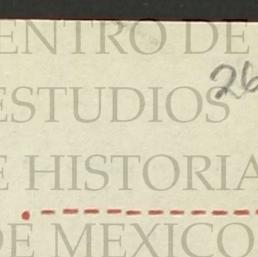 ENTRO DE
26
ESTUDIOS
E HISTORIA
DE MEXICO